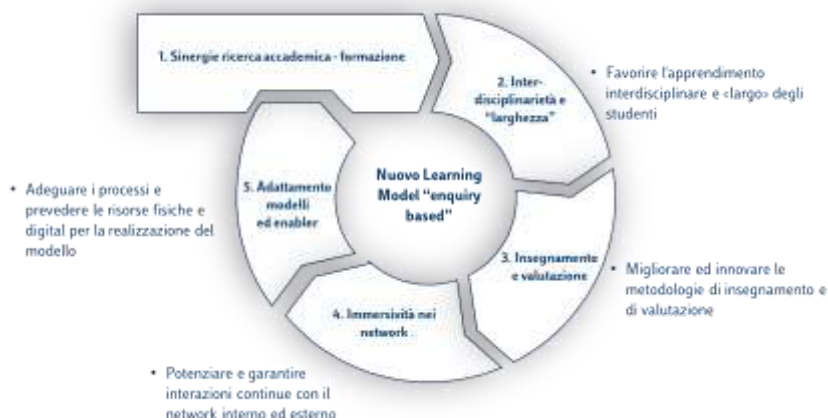 1. Sinergie ricerca accademica - formazione
2. Inter-
disciplinarietà e
"larghezza"
• Favorire l'apprendimento
interdisciplinare e «largo» degli
studenti
Nuovo Learning
Model "enquiry
based"
3. Insegnamento
e valutazione
• Migliorare ed innovare le
metodologie di insegnamento e
di valutazione
4. Immersività nei
network
• Potenziare e garantire
interazioni continue con il
network interno ed esterno
5. Adattamento
modelli
ed enabler
• Adeguare i processi e
prevedere le risorse fisiche e
digital per la realizzazione del
modello